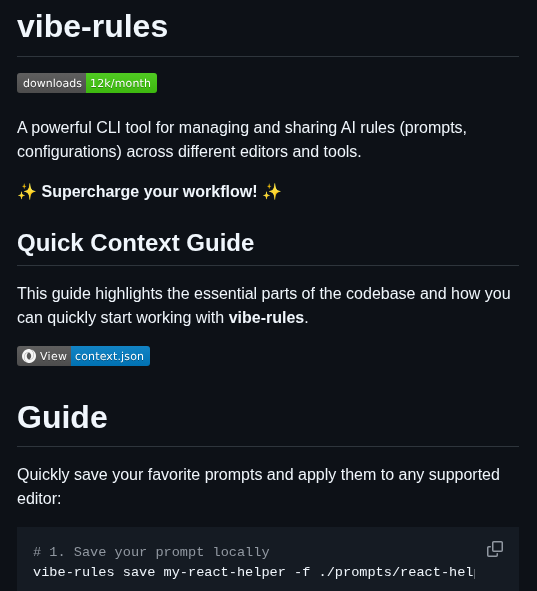 vibe-rules
downloads 12k/month
A powerful CLI tool for managing and sharing AI rules (prompts,
configurations) across different editors and tools.
✨ Supercharge your workflow! ✨
Quick Context Guide
This guide highlights the essential parts of the codebase and how you
can quickly start working with vibe-rules.
View context.json
Guide
Quickly save your favorite prompts and apply them to any supported
editor:
# 1. Save your prompt locally
vibe-rules save my-react-helper -f ./prompts/react-hel